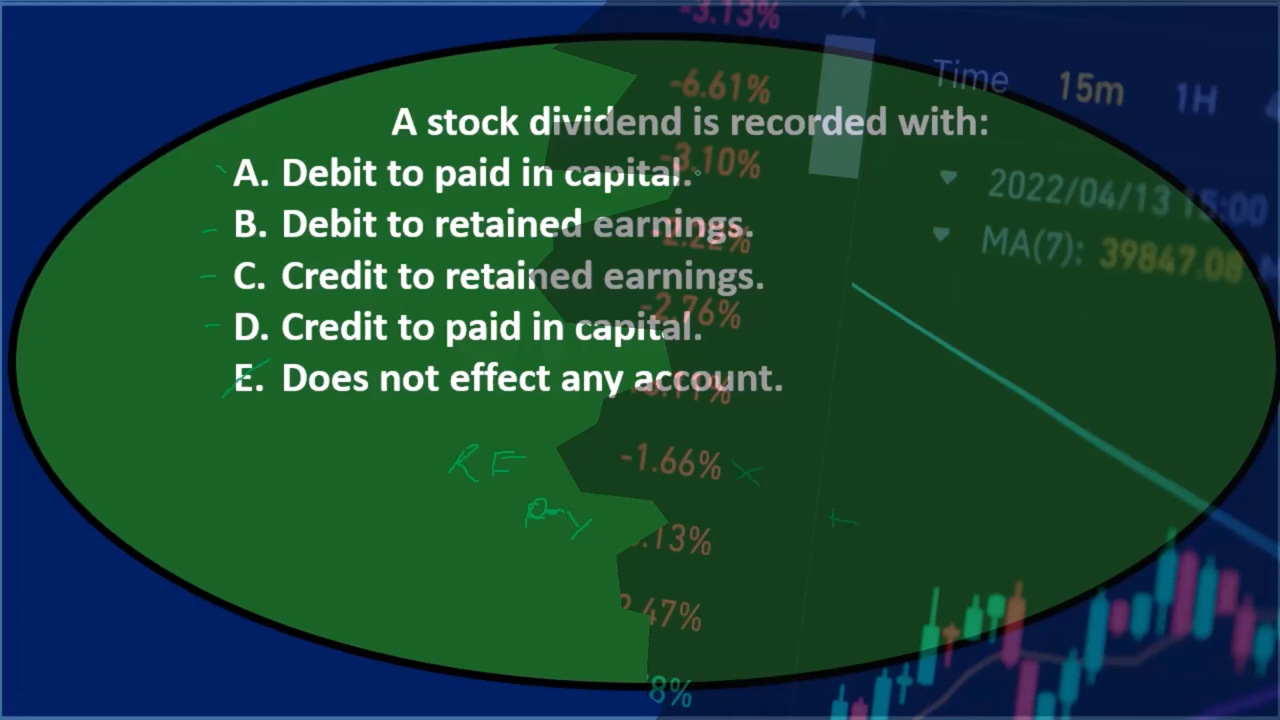 -3.13%
-6.61%
Time 15m 1H
A stock dividend is recorded with:
-3.10%
A. Debit to paid in capital.
2022/04/13 15:00
B. Debit to retained earnings.
-2.22%
MA(7): 39847.08
C. Credit to retained earnings.
-2.76%
D. Credit to paid in capital.
E. Does not effect any account.
RE
-1.66% X
.13%
47%
8%